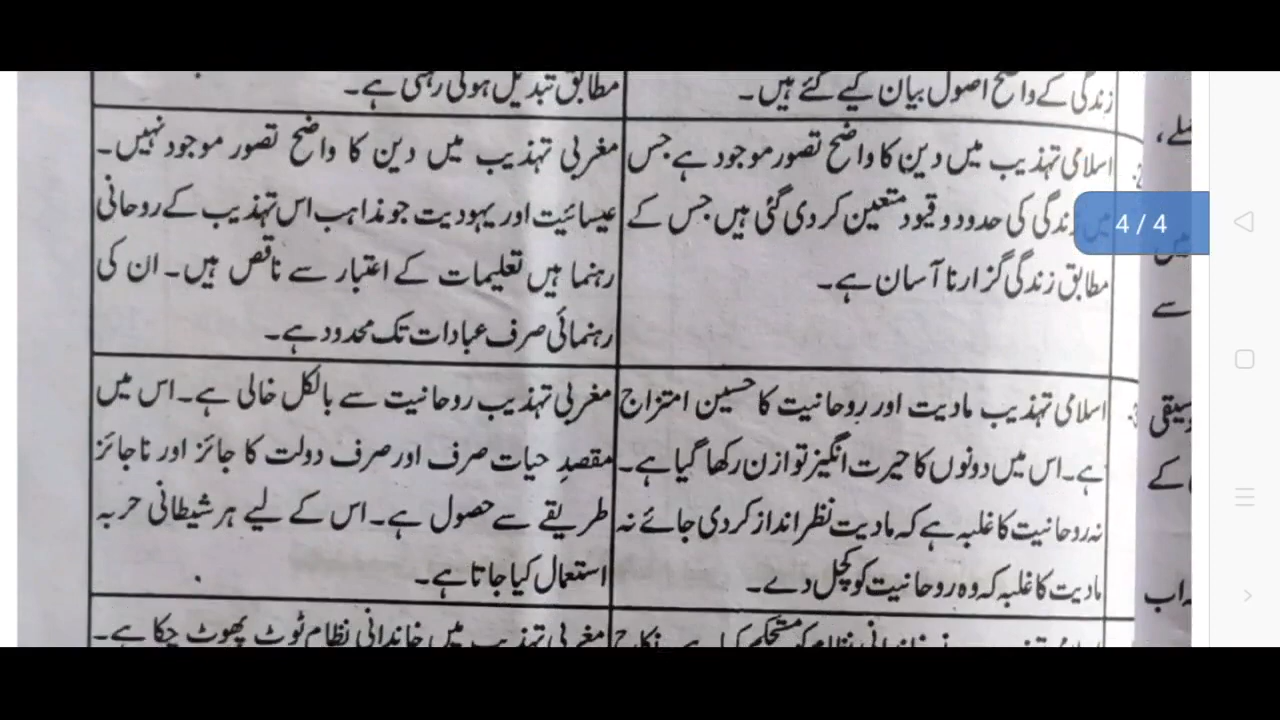 زندگی کے واضح اصول بیان کیے گئے ہیں۔
اسلامی تہذیب میں دین کا واضح تصور موجود ہے جس
میں زندگی کی حدود و قیود متعین کر دی گئی ہیں جس کے
مطابق زندگی گزارنا آسان ہے۔
اسلامی تہذیب مادیت اور روحانیت کا حسین امتزاج
ہے۔ اس میں دونوں کا حیرت انگیز توازن رکھا گیا ہے۔
نہ روحانیت کا غلبہ ہے کہ مادیت نظر انداز کر دی جائے نہ
مادیت کا غلبہ کہ وہ روحانیت کو کچل دے۔
مطابق تبدیل ہوتی رہتی ہے۔
مغربی تہذیب میں دین کا واضح تصور موجود نہیں۔
عیسائیت اور یہودیت جو مذاہب اس تہذیب کے روحانی
رہنما ہیں تعلیمات کے اعتبار سے ناقص ہیں۔ ان کی
رہنمائی صرف عبادات تک محدود ہے۔
مغربی تہذیب روحانیت سے بالکل خالی ہے۔ اس میں
مقصدِ حیات صرف اور صرف دولت کا جائز اور ناجائز
طریقے سے حصول ہے۔ اس کے لیے ہر شیطانی حربہ
استعمال کیا جاتا ہے۔
مغربی تہذیب میں خاندانی نظام ٹوٹ پھوٹ چکا ہے۔
4 / 4
سے
کے